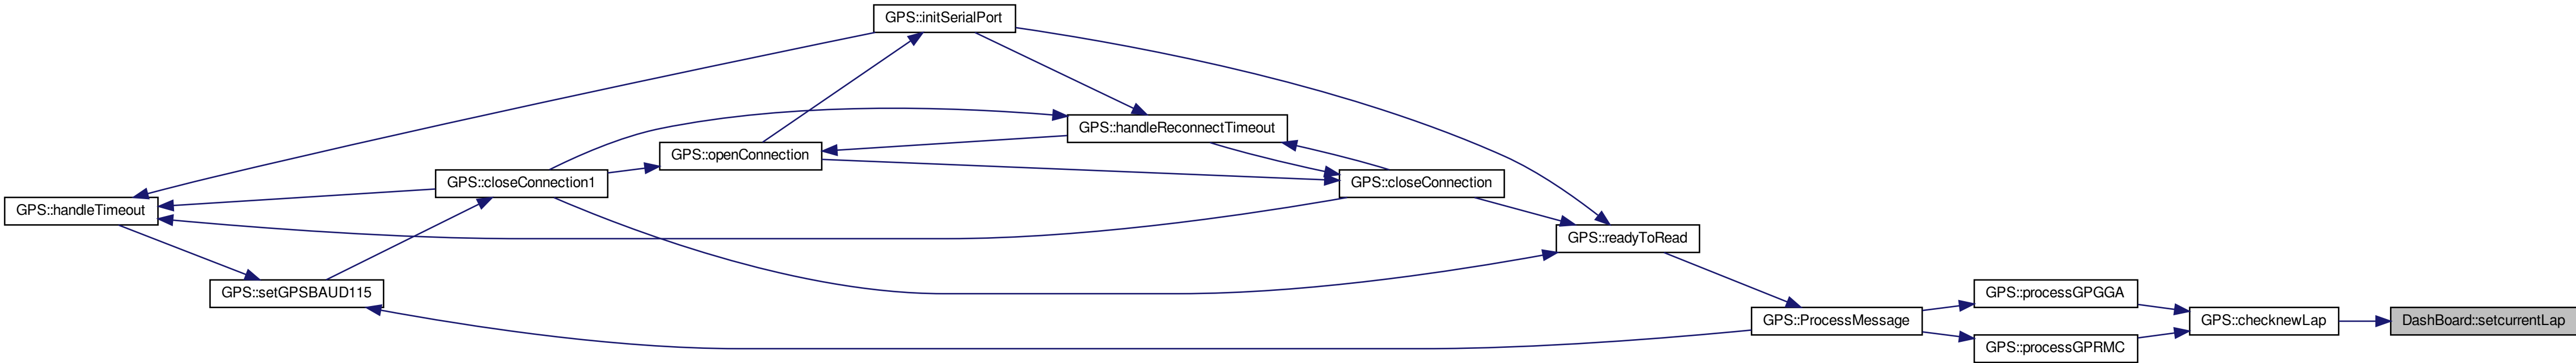 GPS::initSerialPort
GPS::handleReconnectTimeout
GPS::openConnection
GPS::closeConnection1
GPS::closeConnection
GPS::handleTimeout
GPS::readyToRead
GPS::setGPSBAUD115
GPS::processGPGGA
GPS::ProcessMessage
GPS::checknewLap
DashBoard::setcurrentLap
GPS::processGPRMC